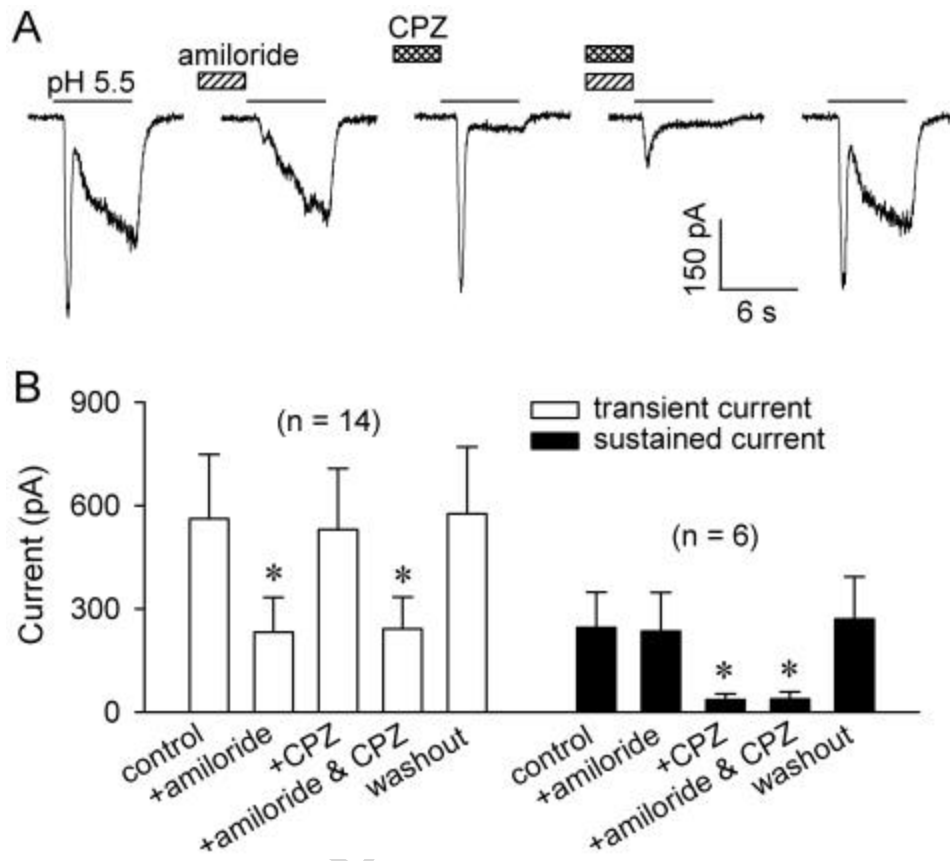 A
CPZ
amiloride
pH 5.5
150 pA
6 s
B
900
600
300
0
Current (pA)
(n = 14)
transient current
sustained current
(n = 6)
*
*
*
*
control
+amiloride
+CPZ
+amiloride & CPZ
washout
control
+amiloride
+CPZ
+amiloride & CPZ
washout